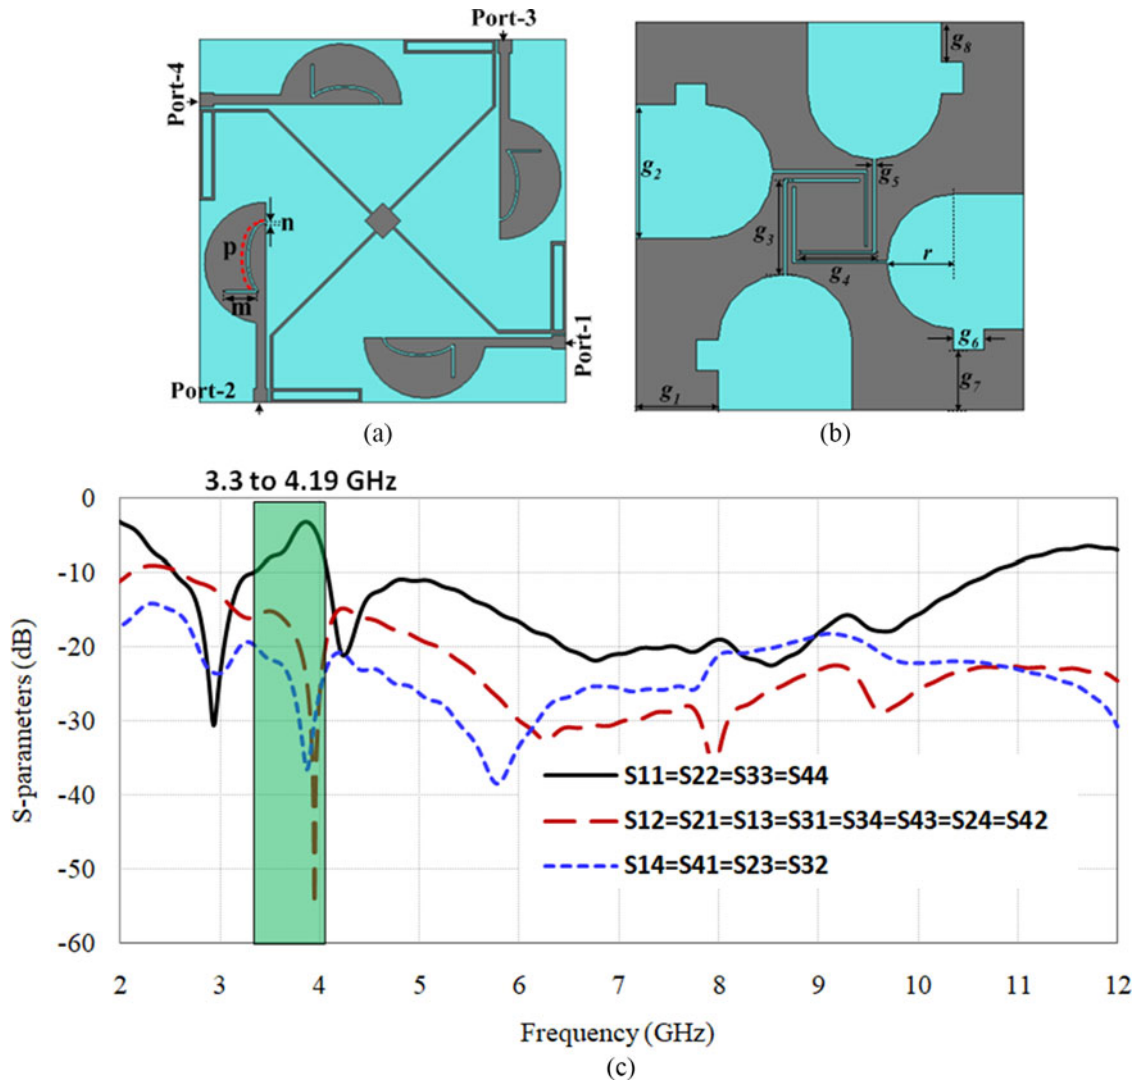 Port-3
Port-4
n
p
m
Port-1
Port-2
(a)
g8
g2
g5
g3
g4
r
g6
g7
g1
(b)
3.3 to 4.19 GHz
0
-10
-20
-30
-40
-50
-60
S-parameters (dB)
S11=S22=S33=S44
S12=S21=S13=S31=S34=S43=S24=S42
S14=S41=S23=S32
2 3 4 5 6 7 8 9 10 11 12
Frequency (GHz)
(c)